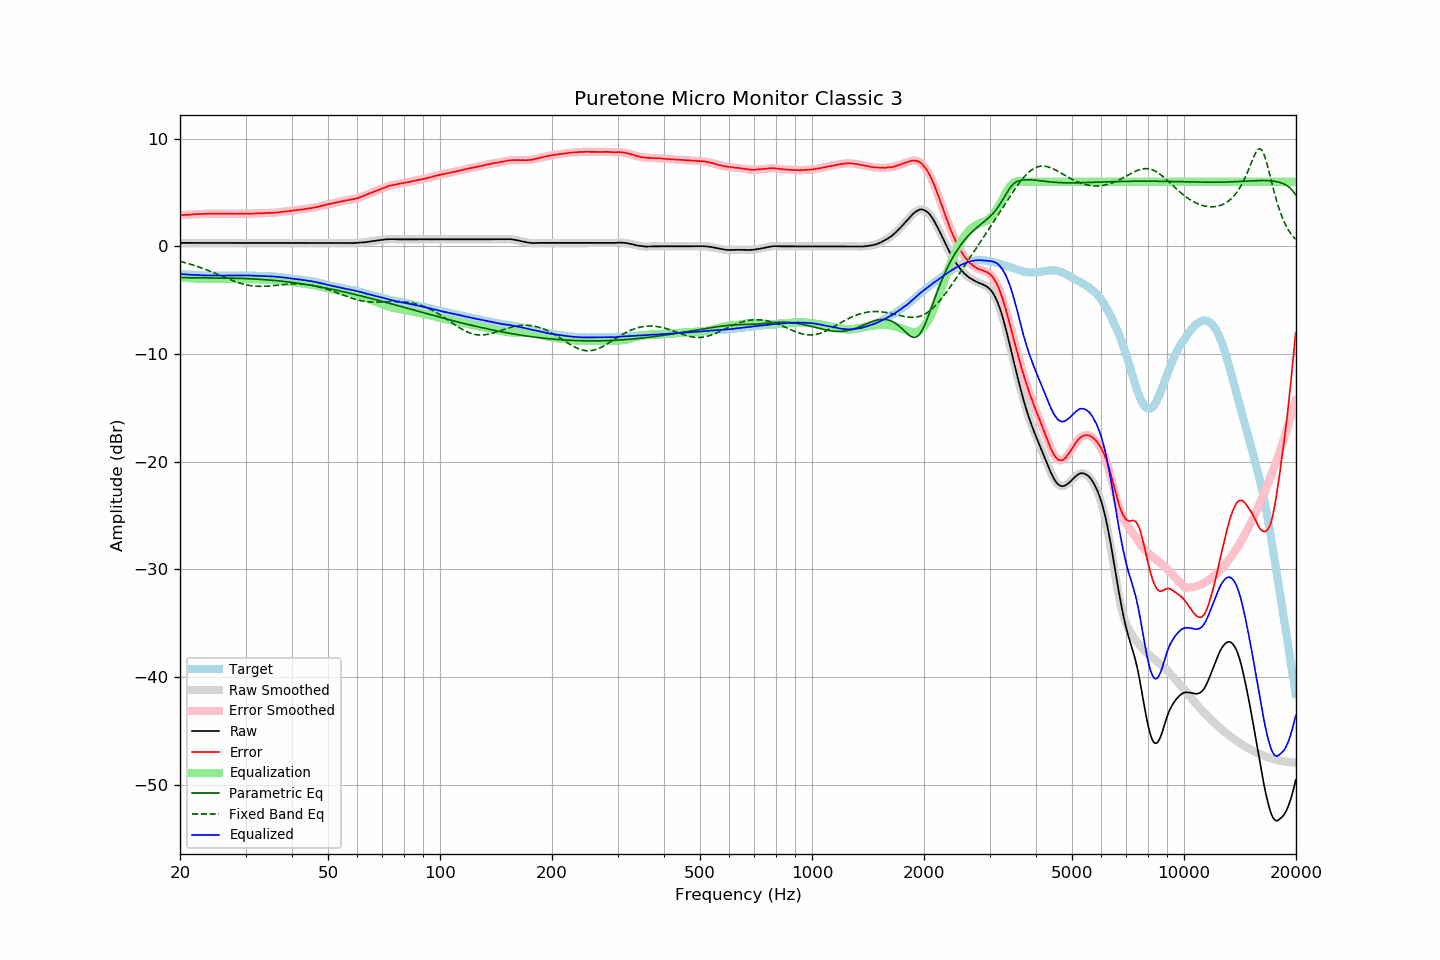 Puretone Micro Monitor Classic 3
10
0
−10
−20
−30
−40
−50
Amplitude (dBr)
Target
Raw Smoothed
Error Smoothed
Raw
Error
Equalization
Parametric Eq
Fixed Band Eq
Equalized
20 50 100 200 500 1000 2000 5000 10000 20000
Frequency (Hz)